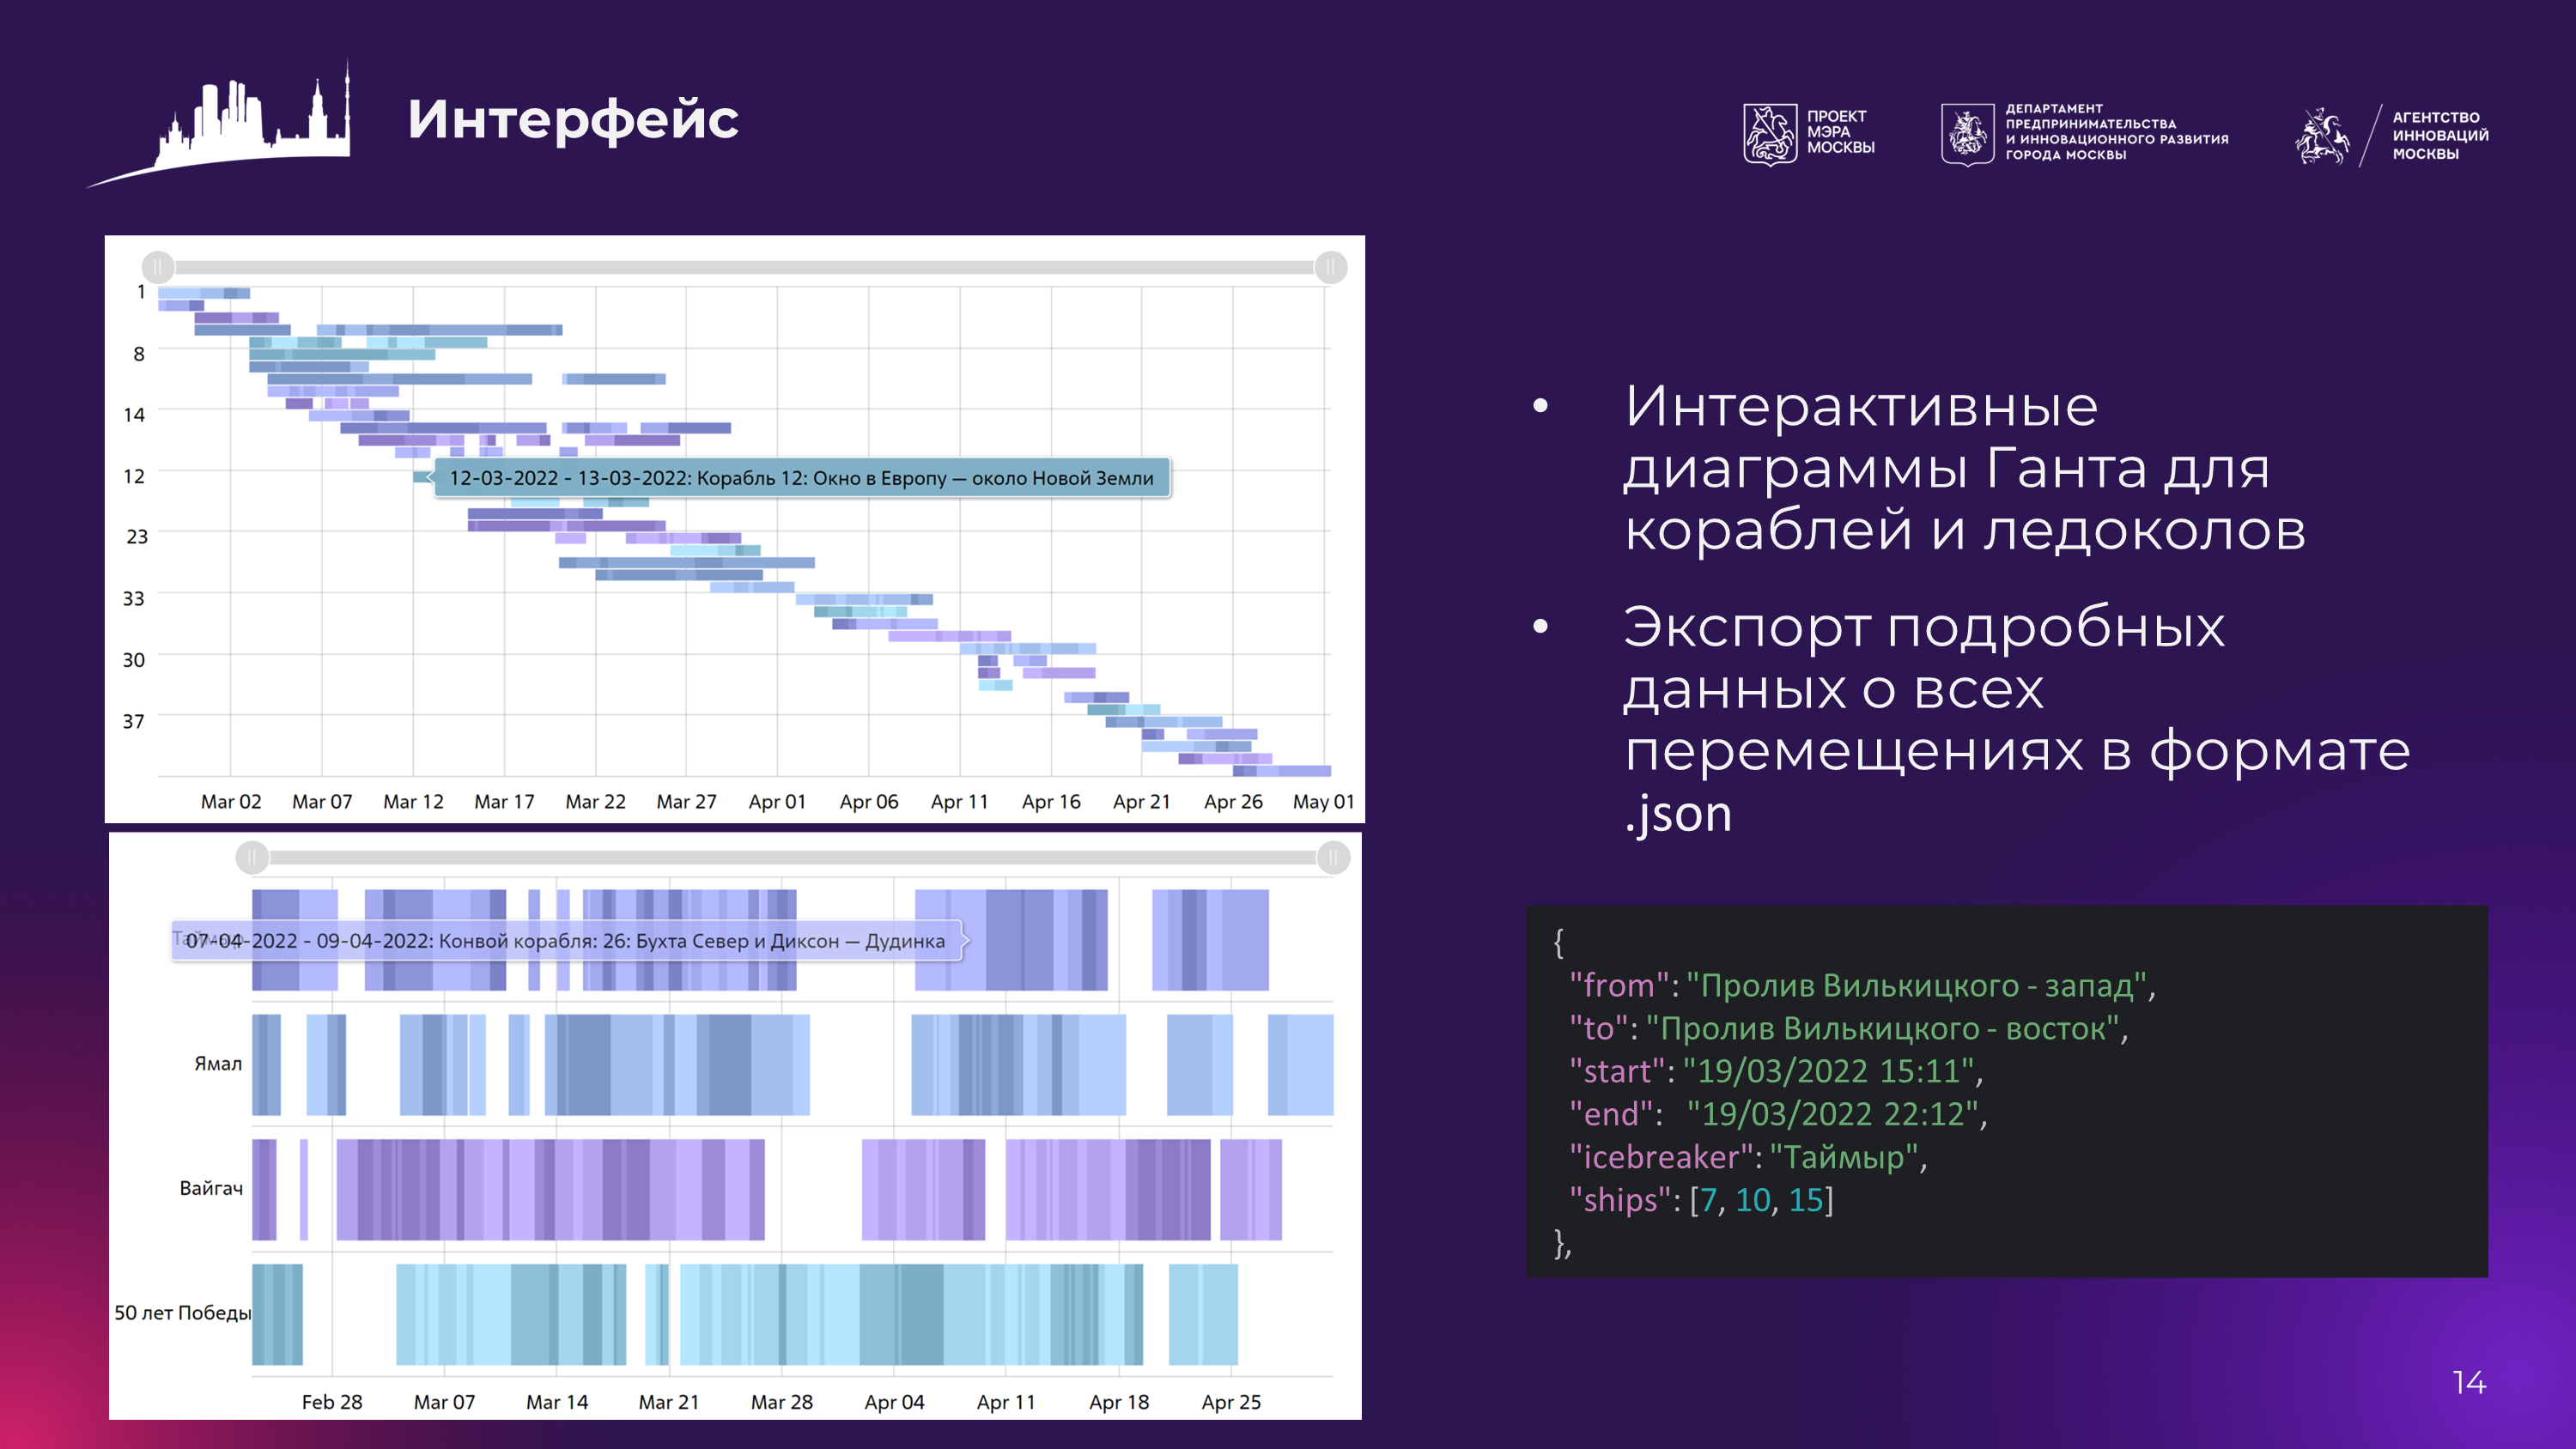 Интерфейс
ПРОЕКТ
МЭРА
МОСКВЫ
ДЕПАРТАМЕНТ
ПРЕДПРИНИМАТЕЛЬСТВА
И ИННОВАЦИОННОГО РАЗВИТИЯ
ГОРОДА МОСКВЫ
АГЕНТСТВО
ИННОВАЦИЙ
МОСКВЫ
1
8
14
12
12-03-2022 - 13-03-2022: Корабль 12: Окно в Европу — около Новой Земли
23
33
30
37
Mar 02 Mar 07 Mar 12 Mar 17 Mar 22 Mar 27 Apr 01 Apr 06 Apr 11 Apr 16 Apr 21 Apr 26 May 01
Таймыр
07-04-2022 - 09-04-2022: Конвой корабля: 26: Бухта Север и Диксон — Дудинка
Ямал
Вайгач
50 лет Победы
Feb 28 Mar 07 Mar 14 Mar 21 Mar 28 Apr 04 Apr 11 Apr 18 Apr 25
• Интерактивные
диаграммы Ганта для
кораблей и ледоколов
• Экспорт подробных
данных о всех
перемещениях в формате
.json
{
"from": "Пролив Вилькицкого - запад",
"to": "Пролив Вилькицкого - восток",
"start": "19/03/2022 15:11",
"end": "19/03/2022 22:12",
"icebreaker": "Таймыр",
"ships": [7, 10, 15]
},
14